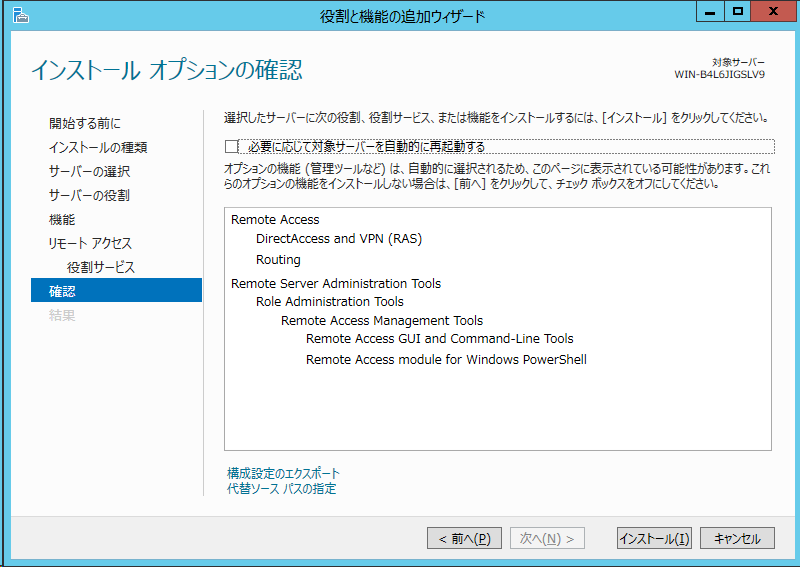 役割と機能の追加ウィザード
インストール オプションの確認
対象サーバー
WIN-B4L6JIGSLV9
開始する前に
インストールの種類
サーバーの選択
サーバーの役割
機能
リモート アクセス
役割サービス
確認
結果
選択したサーバーに次の役割、役割サービス、または機能をインストールするには、[インストール] をクリックしてください。
必要に応じて対象サーバーを自動的に再起動する
オプションの機能 (管理ツールなど) は、自動的に選択されるため、このページに表示されている可能性があります。これ
らのオプションの機能をインストールしない場合は、[前へ] をクリックして、チェック ボックスをオフにしてください。
Remote Access
DirectAccess and VPN (RAS)
Routing
Remote Server Administration Tools
Role Administration Tools
Remote Access Management Tools
Remote Access GUI and Command-Line Tools
Remote Access module for Windows PowerShell
構成設定のエクスポート
代替ソース パスの指定
< 前へ(P)
次へ(N) >
インストール(I)
キャンセル